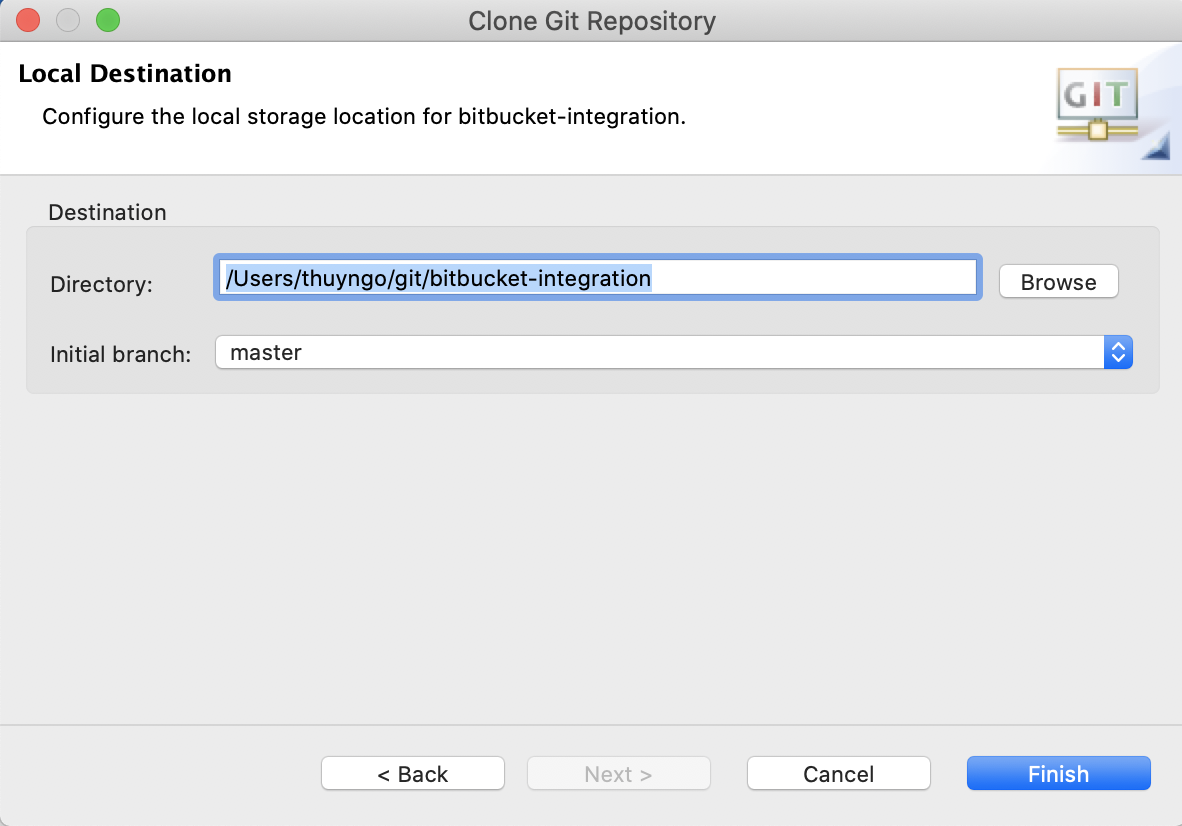 Clone Git Repository
Local Destination
Configure the local storage location for bitbucket-integration.
GIT
Destination
Directory: /Users/thuyngo/git/bitbucket-integration Browse
Initial branch: master
< Back Next > Cancel Finish